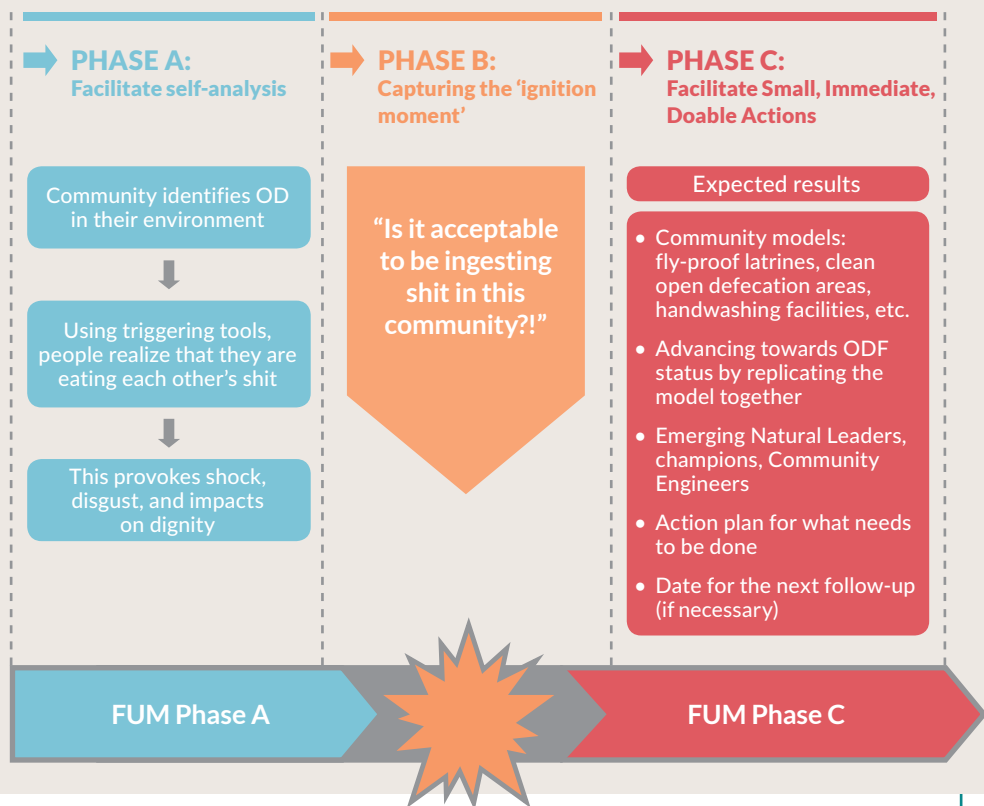 PHASE A:
Facilitate self-analysis
Community identifies OD
in their environment
Using triggering tools,
people realize that they are
eating each other’s shit
This provokes shock,
disgust, and impacts
on dignity
PHASE B:
Capturing the ‘ignition
moment’
“Is it acceptable
to be ingesting
shit in this
community?!”
PHASE C:
Facilitate Small, Immediate,
Doable Actions
Expected results
• Community models:
fly-proof latrines, clean
open defecation areas,
handwashing facilities, etc.
• Advancing towards ODF
status by replicating the
model together
• Emerging Natural Leaders,
champions, Community
Engineers
• Action plan for what needs
to be done
• Date for the next follow-up
(if necessary)
FUM Phase A
FUM Phase C